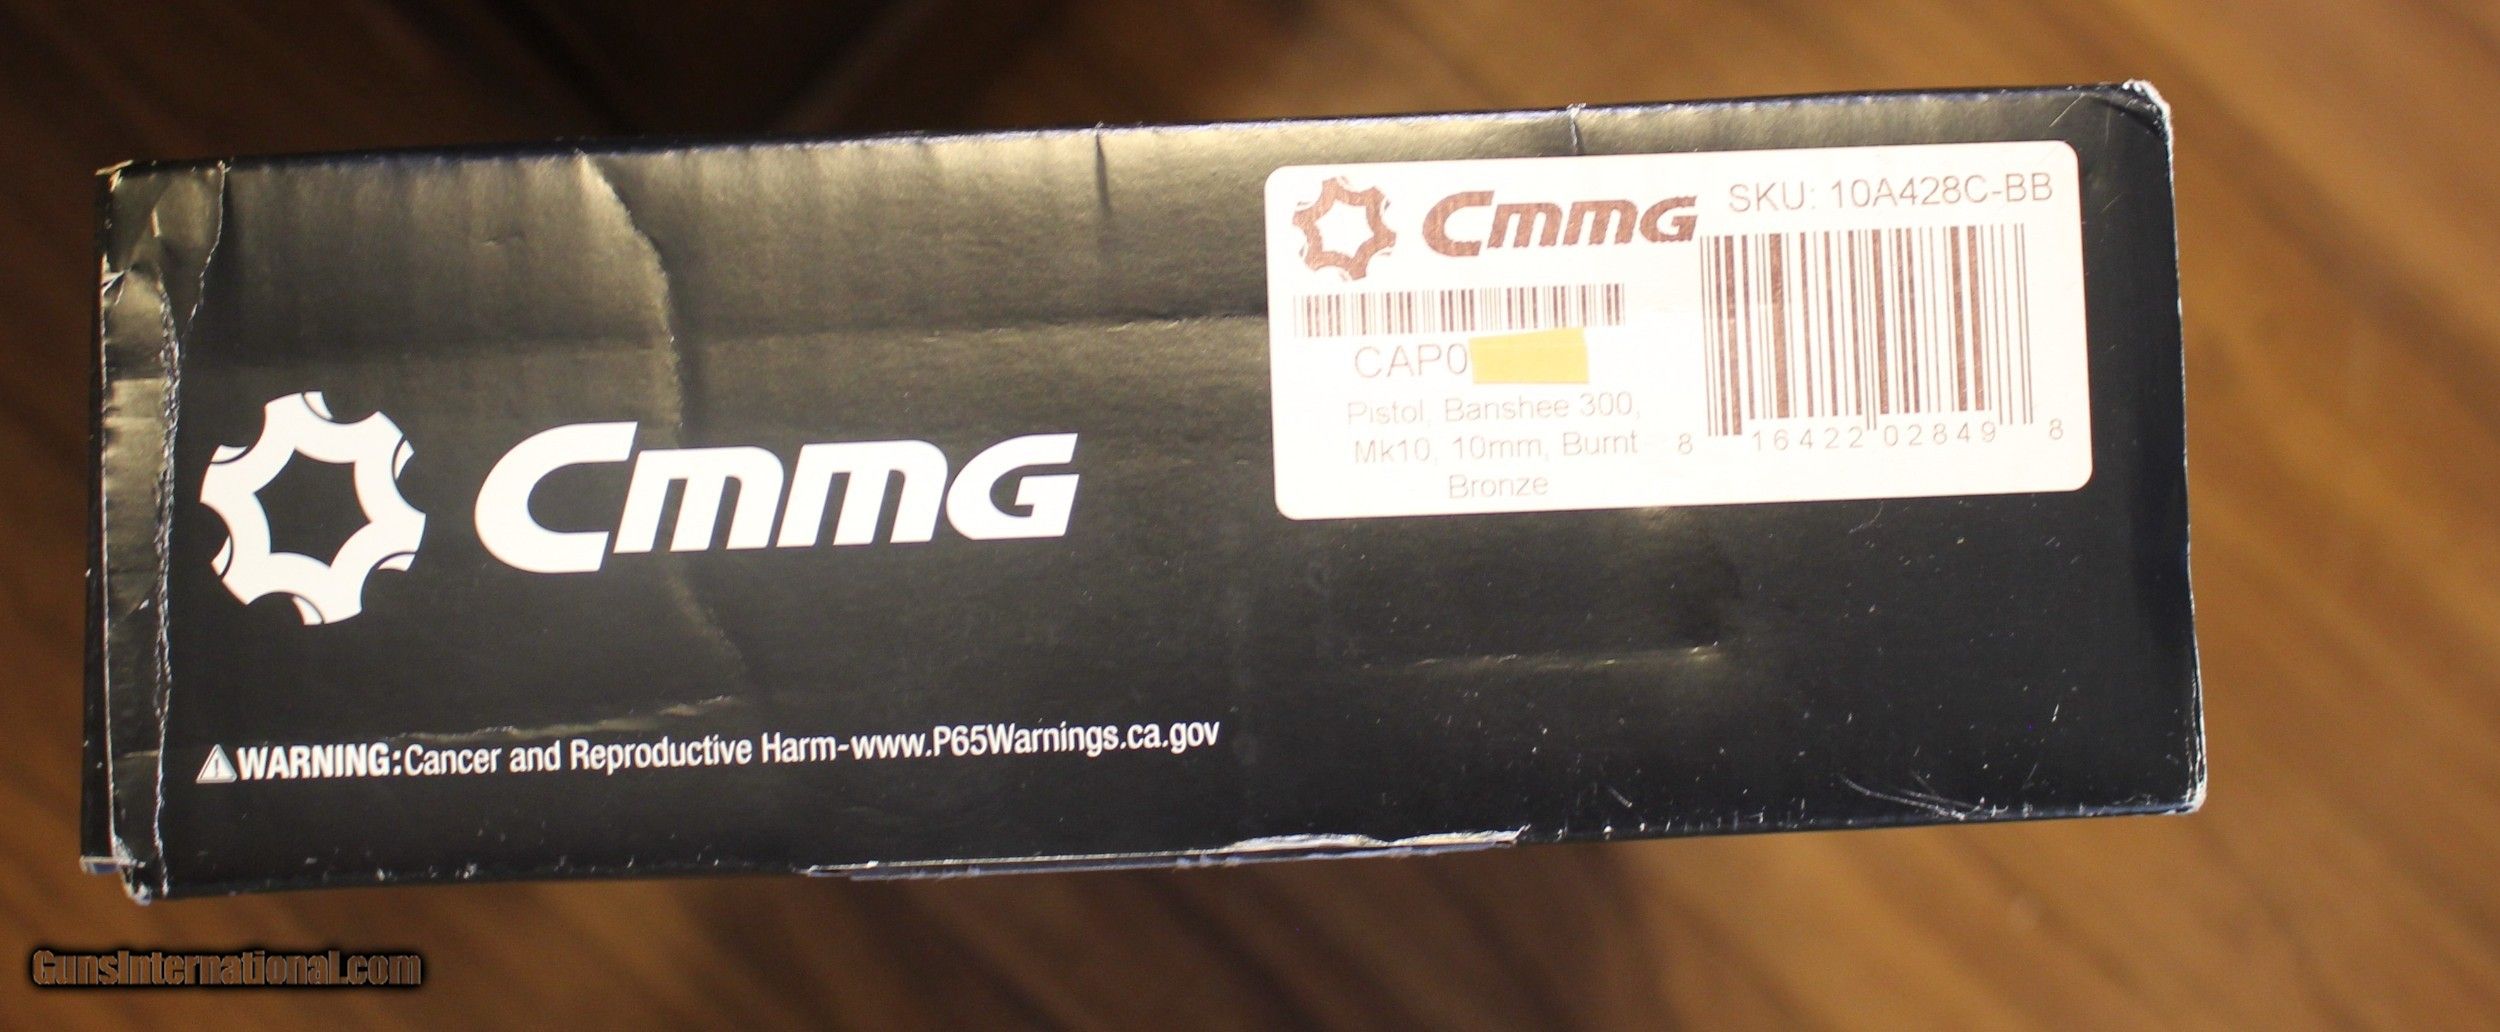 CMMG
SKU: 10A428C-BB
CAP0
Pistol, Banshee 300,
Mk10, 10mm, Burnt
Bronze
8 16422 02849 8
CMMG
WARNING: Cancer and Reproductive Harm-www.P65Warnings.ca.gov
GunsInternational.com